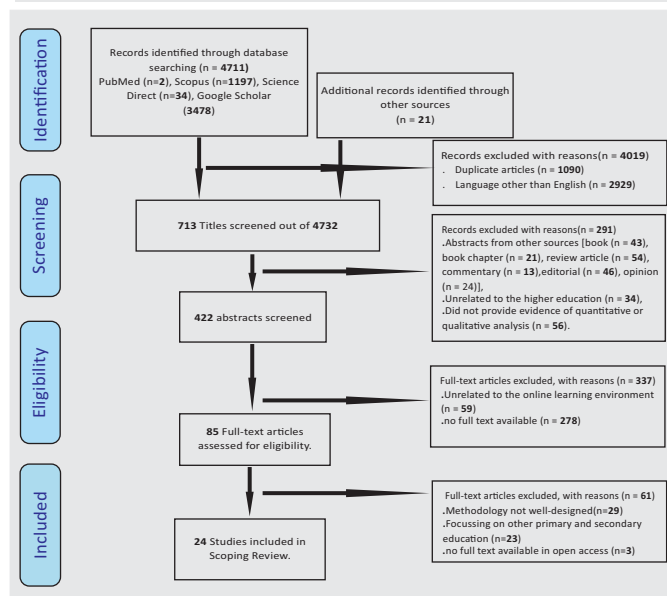 Identification
Records identified through database
searching (n = 4711)
PubMed (n=2), Scopus (n=1197), Science
Direct (n=34), Google Scholar
(3478)
Additional records identified through
other sources
(n = 21)
Records excluded with reasons(n = 4019)
. Duplicate articles (n = 1090)
. Language other than English (n = 2929)
Screening
713 Titles screened out of 4732
Records excluded with reasons(n = 291)
.Abstracts from other sources [book (n = 43),
book chapter (n = 21), review article (n = 54),
commentary (n = 13),editorial (n = 46), opinion
(n = 24)],
.Unrelated to the higher education (n = 34),
.Did not provide evidence of quantitative or
qualitative analysis (n = 56).
422 abstracts screened
Eligibility
Full-text articles excluded, with reasons (n = 337)
.Unrelated to the online learning environment
(n = 59)
.no full text available (n = 278)
85 Full-text articles
assessed for eligibility.
Included
Full-text articles excluded, with reasons (n = 61)
.Methodology not well-designed(n=29)
.Focussing on other primary and secondary
education (n=23)
.no full text available in open access (n=3)
24 Studies included in
Scoping Review.